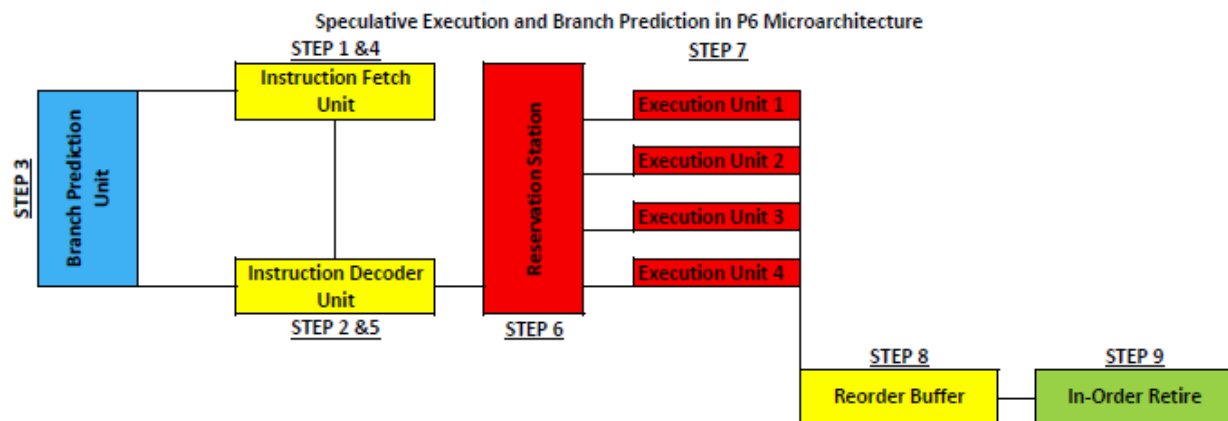 Speculative Execution and Branch Prediction in P6 Microarchitecture
STEP 1 &4
STEP 7
Instruction Fetch
Unit
STEP 3
Branch Prediction
Unit
Reservation Station
Execution Unit 1
Execution Unit 2
Execution Unit 3
Execution Unit 4
Instruction Decoder
Unit
STEP 2 &5
STEP 6
STEP 8
STEP 9
Reorder Buffer
In-Order Retire